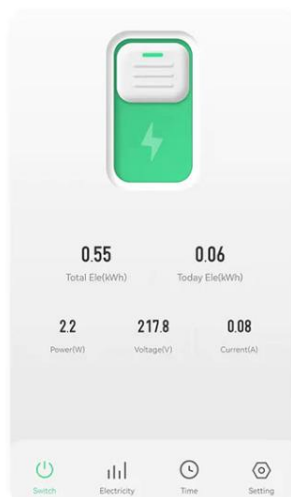 0.55 0.06
Total Ele(kWh) Today Ele(kWh)
2.2 217.8 0.08
Power(W) Voltage(V) Current(A)
Switch Electricity Time Setting